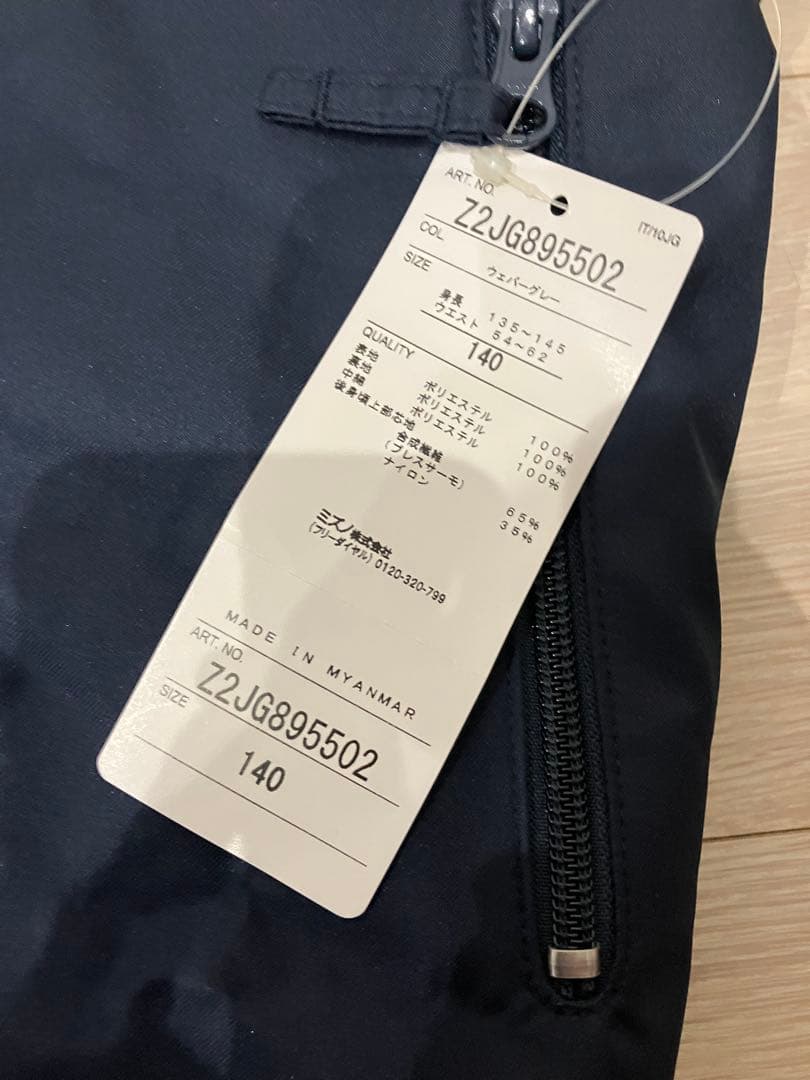 ART. NO.
IT/10J/G
Z2JG895502
COL
ウェバーグレー
SIZE
身長 135~145
ウエスト 54~62
140
QUALITY
表地 ポリエステル 100%
裏地 ポリエステル 100%
中綿 ポリエステル 100%
後身頃上部芯地
合成繊維 65%
(ブレスサーモ)
ナイロン 35%
ミズノ株式会社
(フリーダイヤル) 0120-320-799
MADE IN MYANMAR
ART. NO.
Z2JG895502
SIZE
140